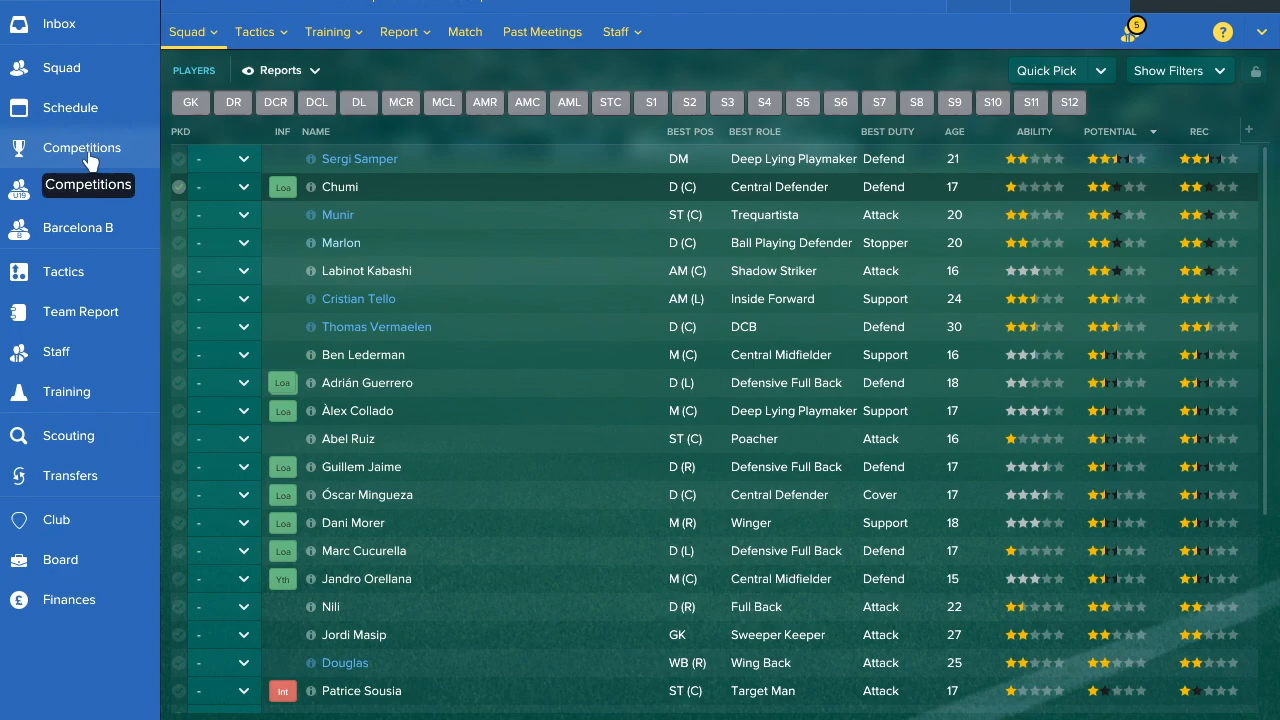 Inbox
Squad
Schedule
Competitions
Competitions
U19
B
Barcelona B
Tactics
Team Report
Staff
Training
Scouting
Transfers
Club
Board
£ Finances
Squad Tactics Training Report Match Past Meetings Staff 5 ?
PLAYERS Reports Quick Pick Show Filters
GK DR DCR DCL DL MCR MCL AMR AMC AML STC S1 S2 S3 S4 S5 S6 S7 S8 S9 S10 S11 S12
PKD INF NAME BEST POS BEST ROLE BEST DUTY AGE ABILITY POTENTIAL REC +
- Sergi Samper DM Deep Lying Playmaker Defend 21
- Loa Chumi D (C) Central Defender Defend 17
- Munir ST (C) Trequartista Attack 20
- Marlon D (C) Ball Playing Defender Stopper 20
- Labinot Kabashi AM (C) Shadow Striker Attack 16
- Cristian Tello AM (L) Inside Forward Support 24
- Thomas Vermaelen D (C) DCB Defend 30
- Ben Lederman M (C) Central Midfielder Support 16
- Loa Adrián Guerrero D (L) Defensive Full Back Defend 18
- Loa Àlex Collado M (C) Deep Lying Playmaker Support 17
- Abel Ruiz ST (C) Poacher Attack 16
- Loa Guillem Jaime D (R) Defensive Full Back Defend 17
- Loa Óscar Mingueza D (C) Central Defender Cover 17
- Loa Dani Morer M (R) Winger Support 18
- Loa Marc Cucurella D (L) Defensive Full Back Defend 17
- Yth Jandro Orellana M (C) Central Midfielder Defend 15
- Nili D (R) Full Back Attack 22
- Jordi Masip GK Sweeper Keeper Attack 27
- Douglas WB (R) Wing Back Attack 25
- Int Patrice Sousia ST (C) Target Man Attack 17